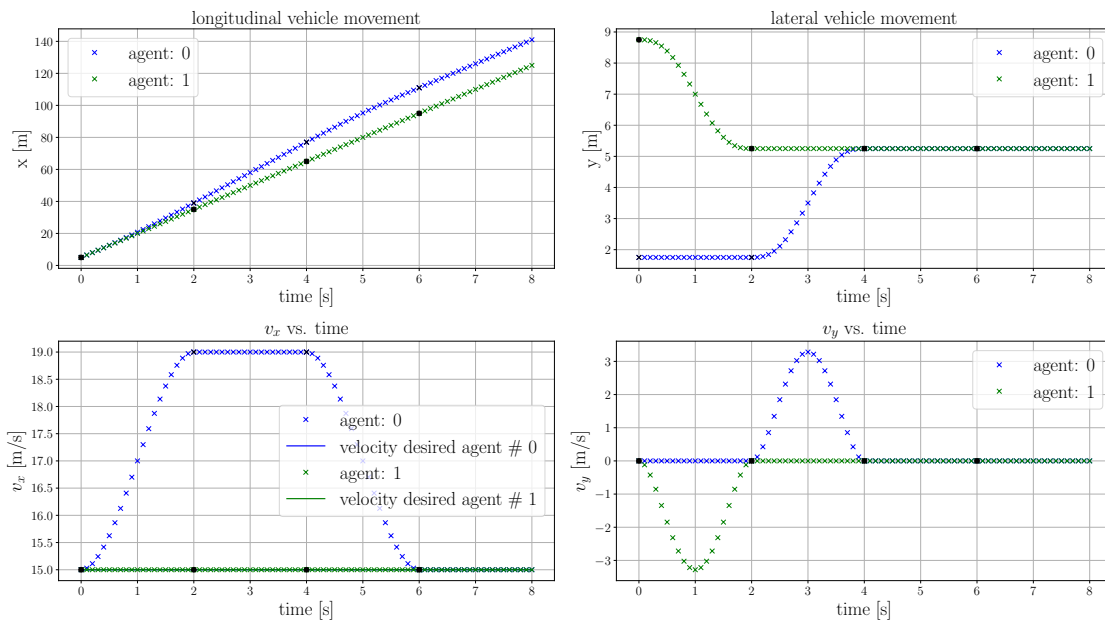 longitudinal vehicle movement
x [m]
140
120
100
80
60
40
20
0
agent: 0
agent: 1
0 1 2 3 4 5 6 7 8
time [s]
lateral vehicle movement
y [m]
9
8
7
6
5
4
3
2
agent: 0
agent: 1
0 1 2 3 4 5 6 7 8
time [s]
v_x vs. time
v_x [m/s]
19.0
18.5
18.0
17.5
17.0
16.5
16.0
15.5
15.0
agent: 0
velocity desired agent # 0
agent: 1
velocity desired agent # 1
0 1 2 3 4 5 6 7 8
time [s]
v_y vs. time
v_y [m/s]
3
2
1
0
−1
−2
−3
agent: 0
agent: 1
0 1 2 3 4 5 6 7 8
time [s]